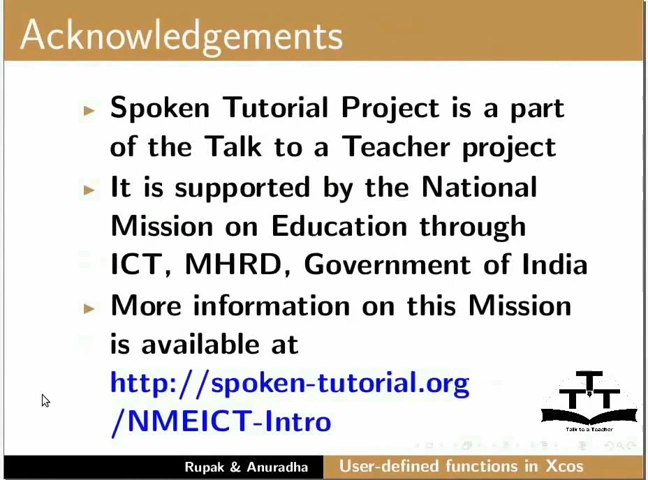 Acknowledgements
Spoken Tutorial Project is a part
of the Talk to a Teacher project
It is supported by the National
Mission on Education through
ICT, MHRD, Government of India
More information on this Mission
is available at
http://spoken-tutorial.org
/NMEICT-Intro
TTT
Talk to a Teacher
Rupak & Anuradha
User-defined functions in Xcos